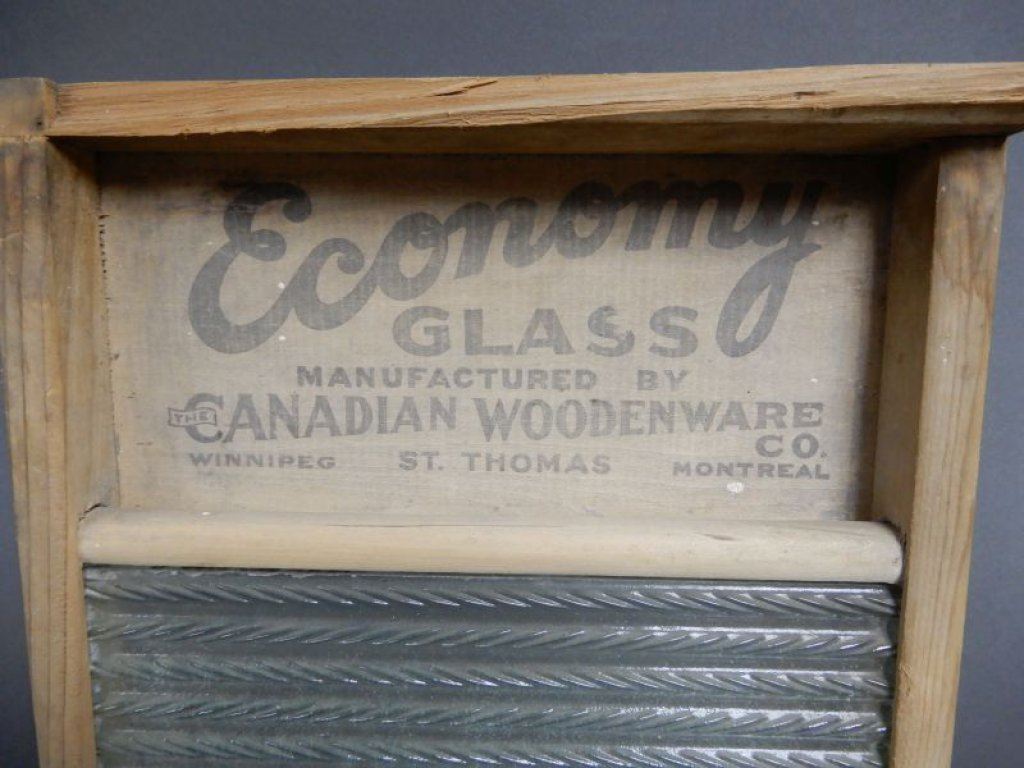 Economy
GLASS
MANUFACTURED BY
THE CANADIAN WOODENWARE
CO.
WINNIPEG ST. THOMAS MONTREAL